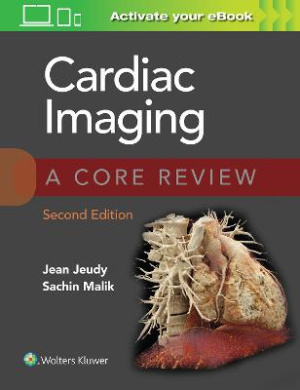 Activate your eBook
Cardiac
Imaging
A CORE REVIEW
Second Edition
Jean Jeudy
Sachin Malik
Wolters Kluwer